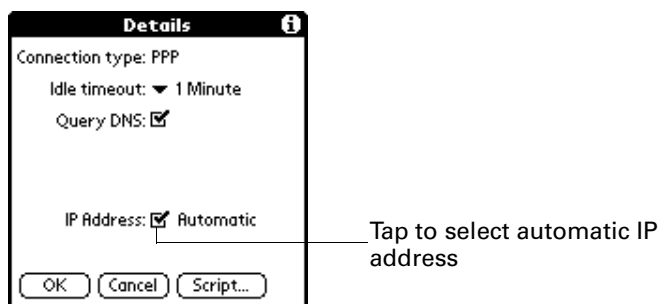 Details
Connection type: PPP
Idle timeout: 1 Minute
Query DNS:
IP Address: Automatic
Tap to select automatic IP
address
OK Cancel Script...